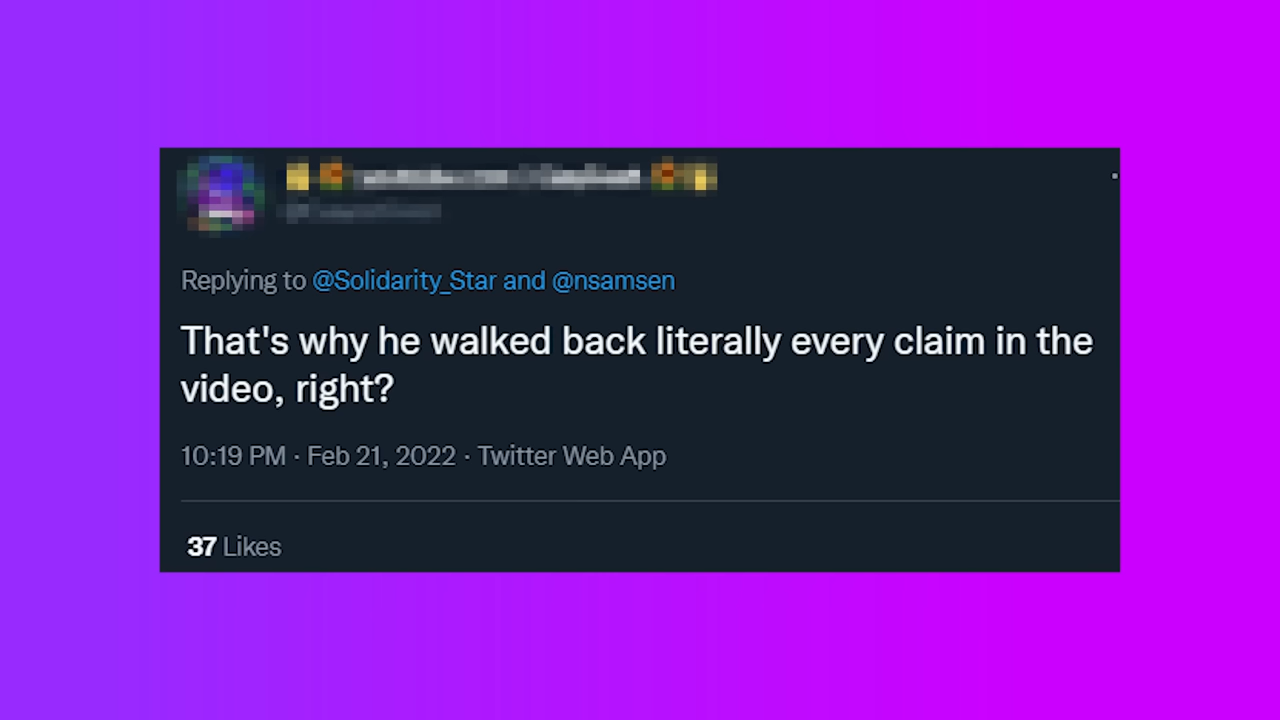 Replying to @Solidarity_Star and @nsamsen
That's why he walked back literally every claim in the
video, right?
10:19 PM · Feb 21, 2022 · Twitter Web App
37 Likes